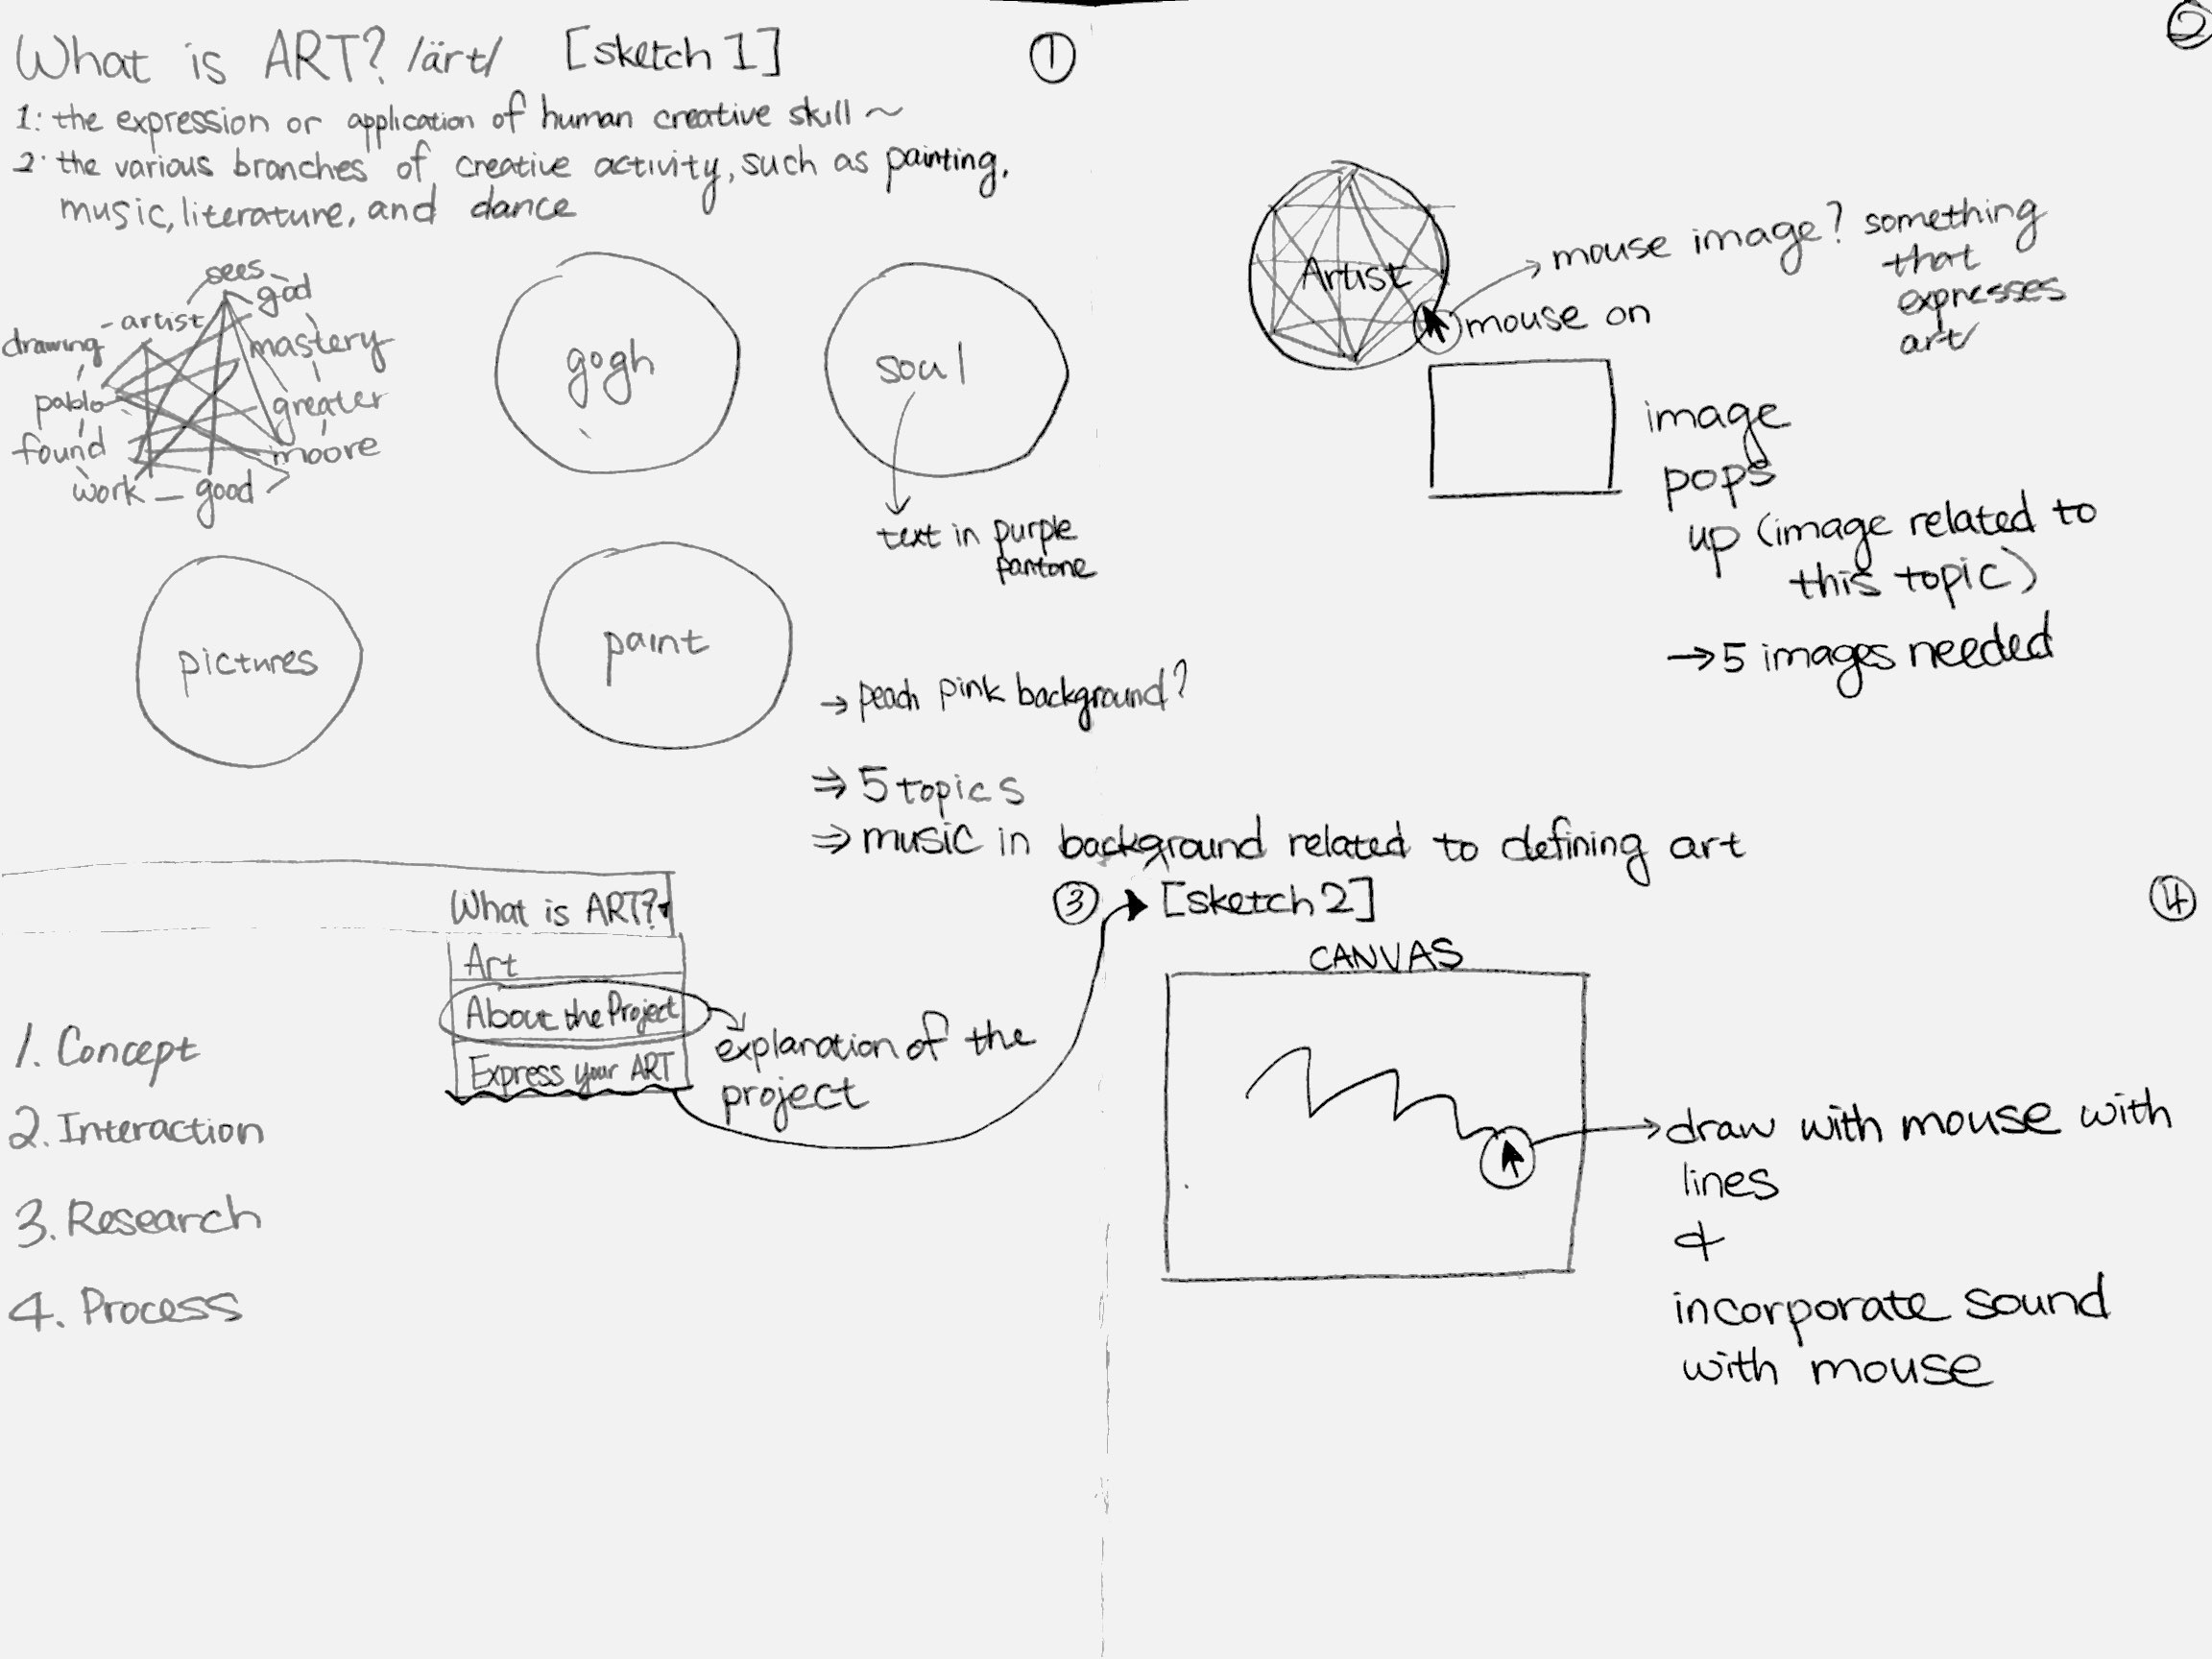 What is ART? /ärt/ [sketch 1] ①
1: the expression or application of human creative skill ~
2: the various branches of creative activity, such as painting,
music, literature, and dance
sees
god
artist
drawing
mastery
pablo
greater
found
moore
work — good
gogh
soul
text in purple
pantone
pictures
paint
→ peach pink background?
⇒ 5 topics
⇒ music in background related to defining art
②
Artist
mouse image? something
that
expresses
art
mouse on
image
pops
up (image related to
this topic)
→ 5 images needed
③
What is ART?
Art
About the Project
Express your ART
explanation of the
project
1. Concept
2. Interaction
3. Research
4. Process
[sketch 2] ④
CANVAS
draw with mouse with
lines
&
incorporate sound
with mouse